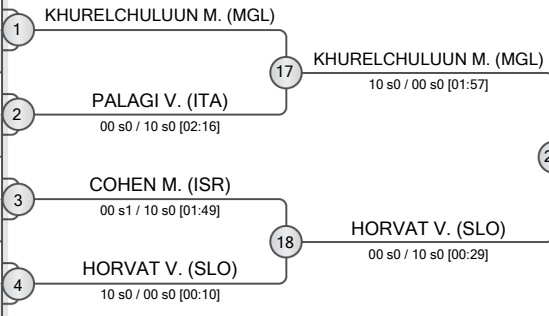 KHURELCHULUUN M. (MGL)
1
17
KHURELCHULUUN M. (MGL)
10 s0 / 00 s0 [01:57]
PALAGI V. (ITA)
2
00 s0 / 10 s0 [02:16]
COHEN M. (ISR)
3
00 s1 / 10 s0 [01:49]
18
HORVAT V. (SLO)
00 s0 / 10 s0 [00:29]
HORVAT V. (SLO)
4
10 s0 / 00 s0 [00:10]